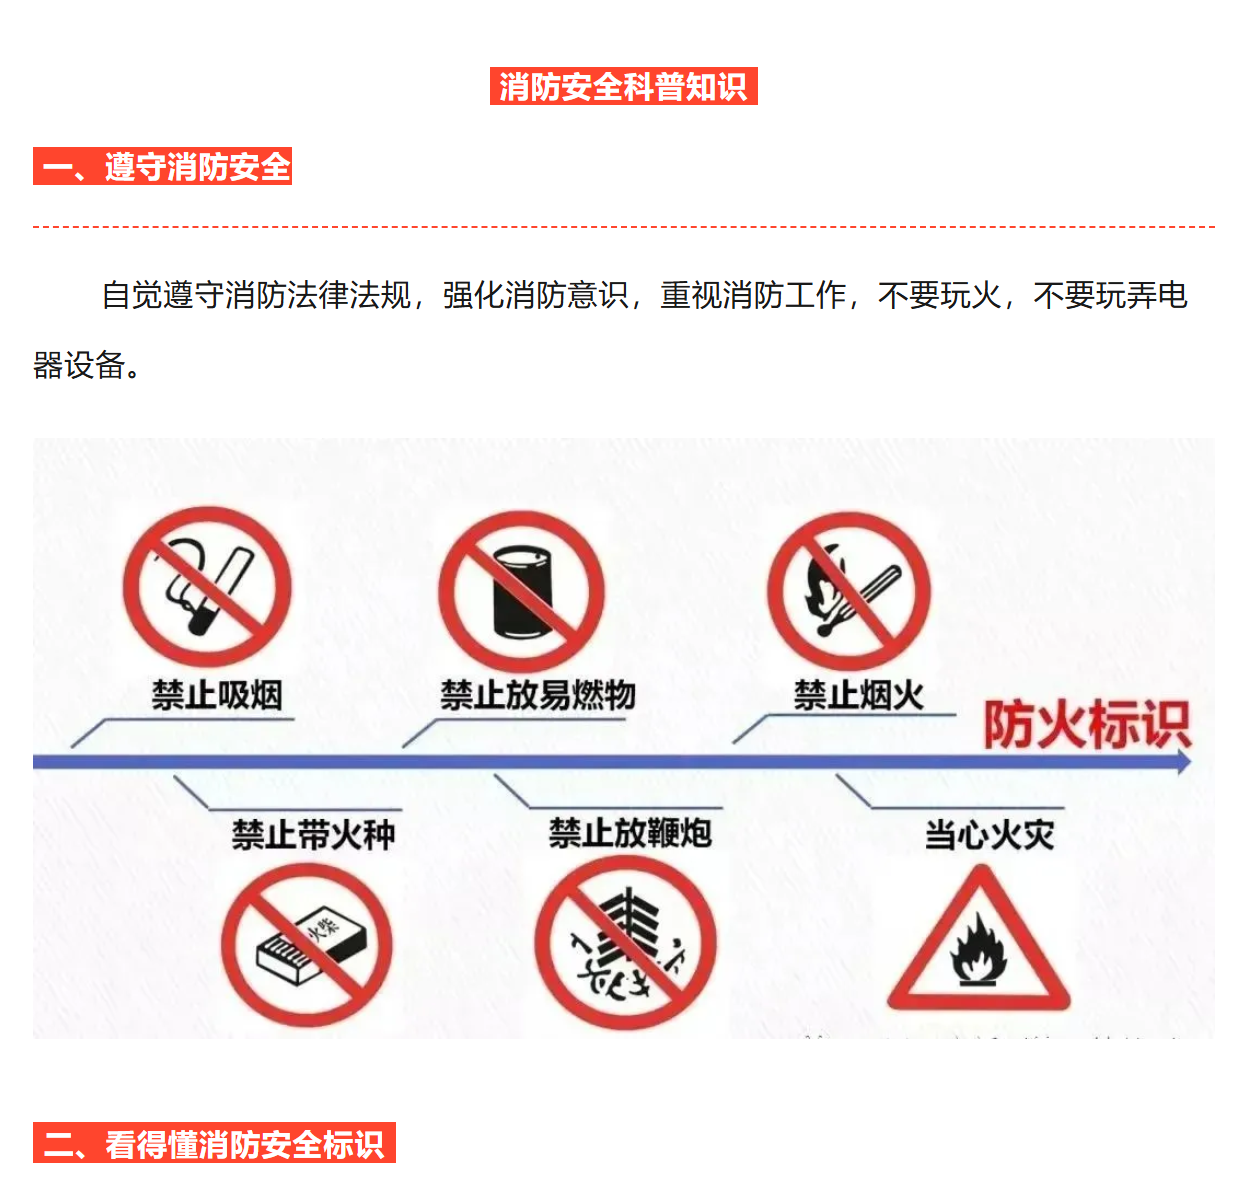 消防安全科普知识
一、遵守消防安全
自觉遵守消防法律法规，强化消防意识，重视消防工作，不要玩火，不要玩弄电
器设备。
禁止吸烟
禁止放易燃物
禁止烟火
防火标识
禁止带火种
禁止放鞭炮
当心火灾
火柴
二、看得懂消防安全标识